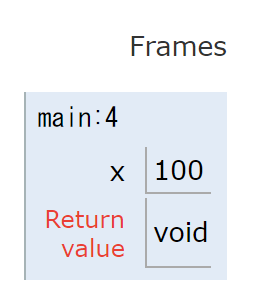 Frames
main:4
x 100
Return
value void